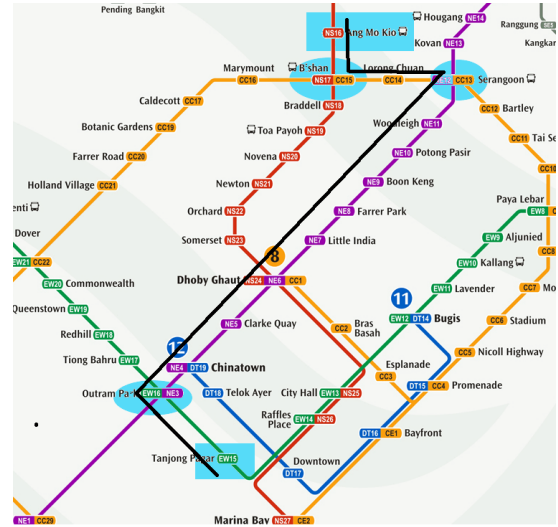 Pending Bangkit
NS16 Ang Mo Kio
Hougang NE14
Kovan NE13
Ranggung SE5
Kangkar
Marymount
B'shan
Lorong Chuan
CC16
NS17 CC15
CC14
CC13 Serangoon
Caldecott CC17
Braddell NS18
CC12 Bartley
Botanic Gardens CC19
Toa Payoh NS19
Woodleigh NE11
CC11 Tai Se
Farrer Road CC20
Novena NS20
NE10 Potong Pasir
CC10
Holland Village CC21
Newton NS21
NE9 Boon Keng
Paya Lebar
enti
Orchard NS22
NE8 Farrer Park
EW8
Dover
Somerset NS23
NE7 Little India
EW9 Aljunied
EW21 CC22
8
EW10 Kallang
CC8
EW20 Commonwealth
Dhoby Ghaut NS24 NE6 CC1
EW11 Lavender
CC7 Mo
Queenstown EW19
11
NE5 Clarke Quay
CC2 Bras
Basah
EW12 DT14 Bugis
CC6 Stadium
Redhill EW18
12
Tiong Bahru EW17
NE4 DT19 Chinatown
Esplanade
CC3
CC5 Nicoll Highway
Outram Park EW16 NE3
DT18 Telok Ayer
City Hall EW13 NS25
DT15 CC4 Promenade
Raffles
Place
EW14 NS26
DT16 CE1 Bayfront
Tanjong Pagar EW15
Downtown
DT17
NE1 CC29
Marina Bay NS27 CE2